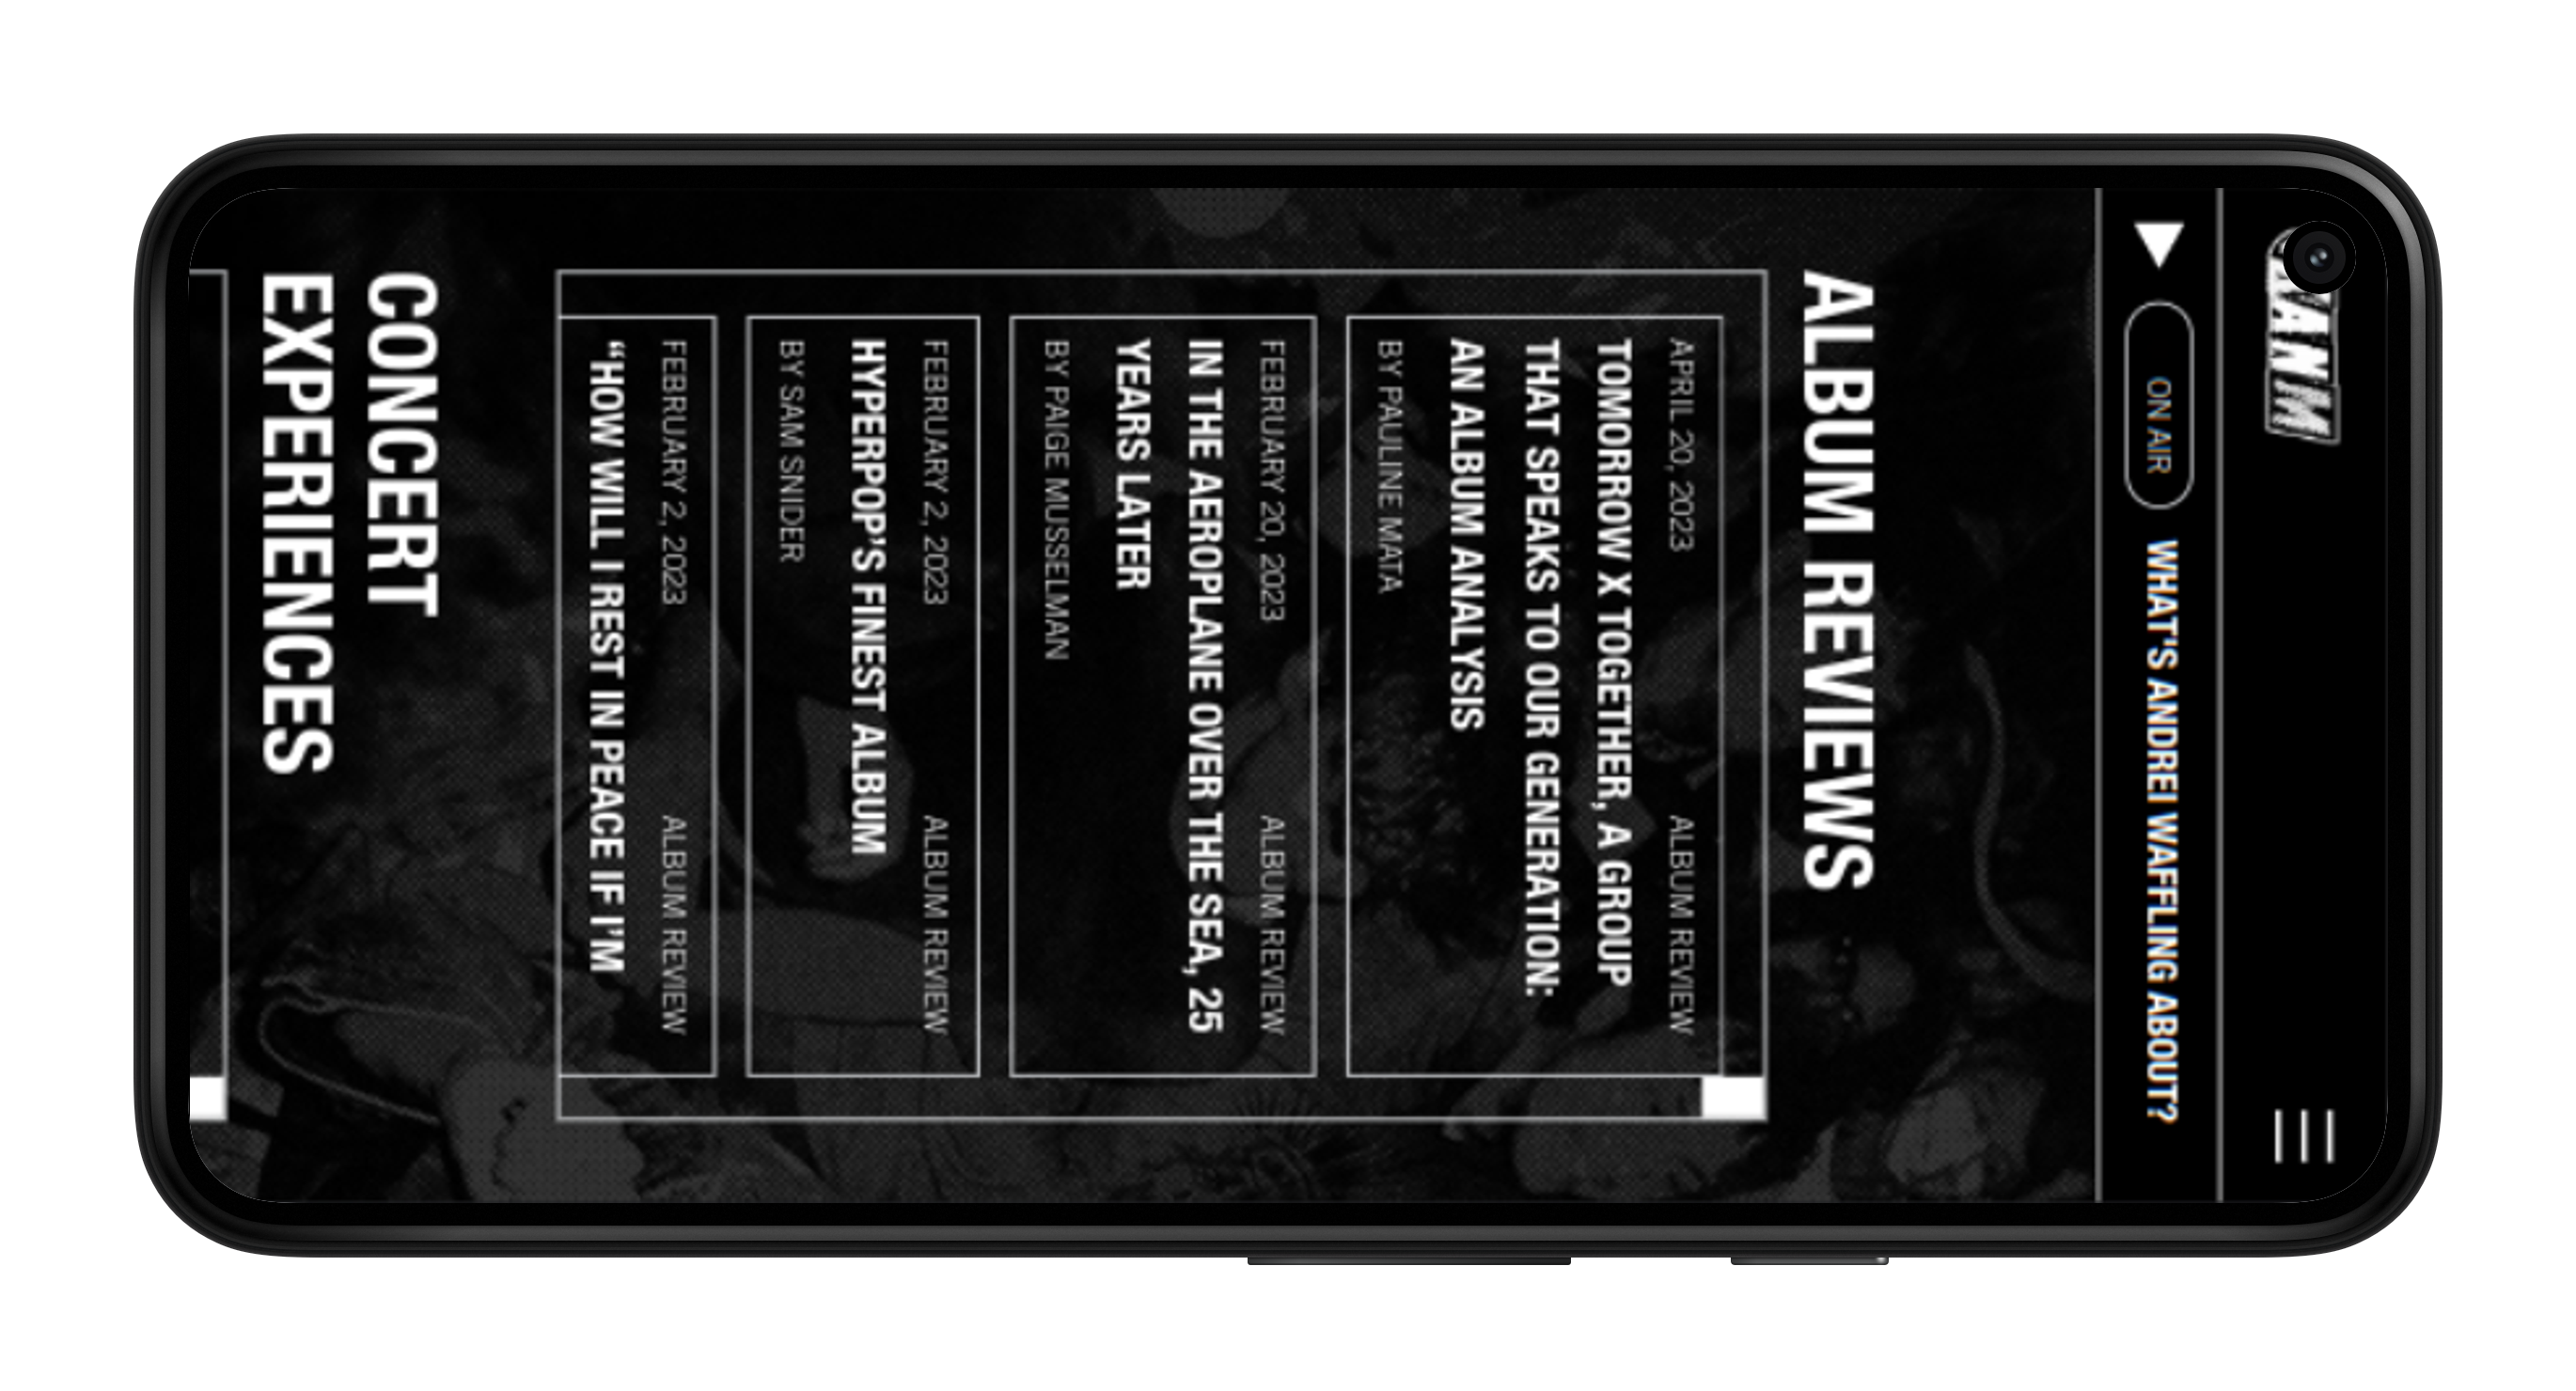 ON AIR WHAT'S ANDREI WAFFLING ABOUT?
ALBUM REVIEWS
APRIL 20, 2023 ALBUM REVIEW
TOMORROW X TOGETHER, A GROUP
THAT SPEAKS TO OUR GENERATION:
AN ALBUM ANALYSIS
BY PAULINE MATA
FEBRUARY 20, 2023 ALBUM REVIEW
IN THE AEROPLANE OVER THE SEA, 25
YEARS LATER
BY PAIGE MUSSELMAN
FEBRUARY 2, 2023 ALBUM REVIEW
HYPERPOP'S FINEST ALBUM
BY SAM SNIDER
FEBRUARY 2, 2023 ALBUM REVIEW
“HOW WILL I REST IN PEACE IF I'M
CONCERT
EXPERIENCES